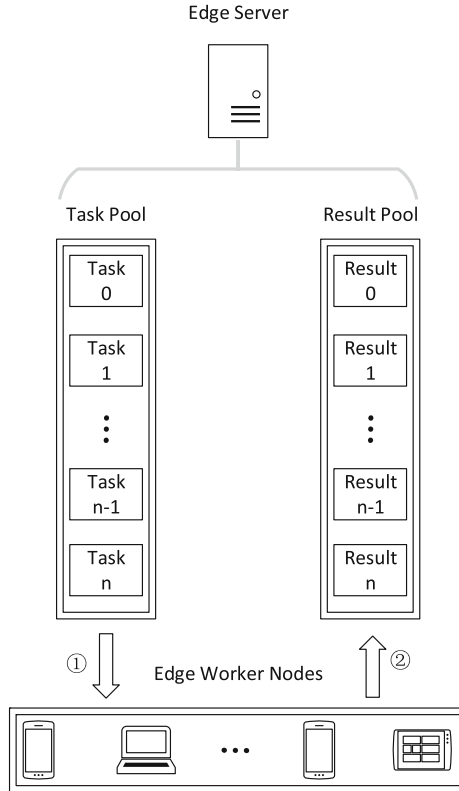 Edge Server
Task Pool
Result Pool
Task
0
Task
1
Task
n-1
Task
n
Result
0
Result
1
Result
n-1
Result
n
①
Edge Worker Nodes
②